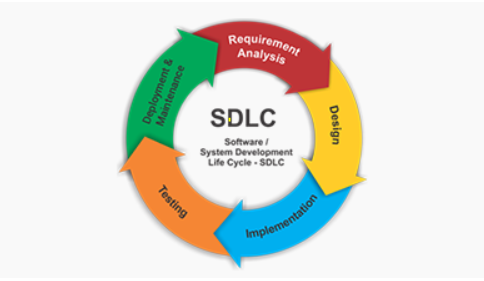 SDLC
Software /
System Development
Life Cycle - SDLC
Requirement
Analysis
Design
Implementation
Testing
Deployment &
Maintenance